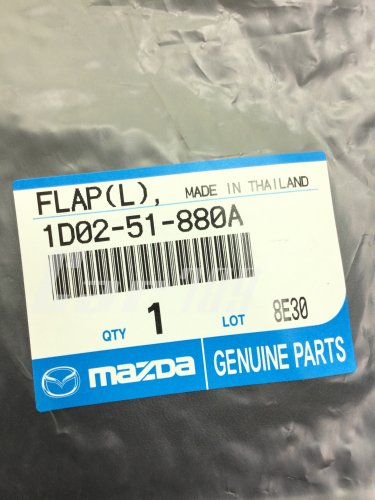 FLAP(L), MADE IN THAILAND
1D02-51-880A
QTY 1 LOT 8E30
mazda GENUINE PARTS